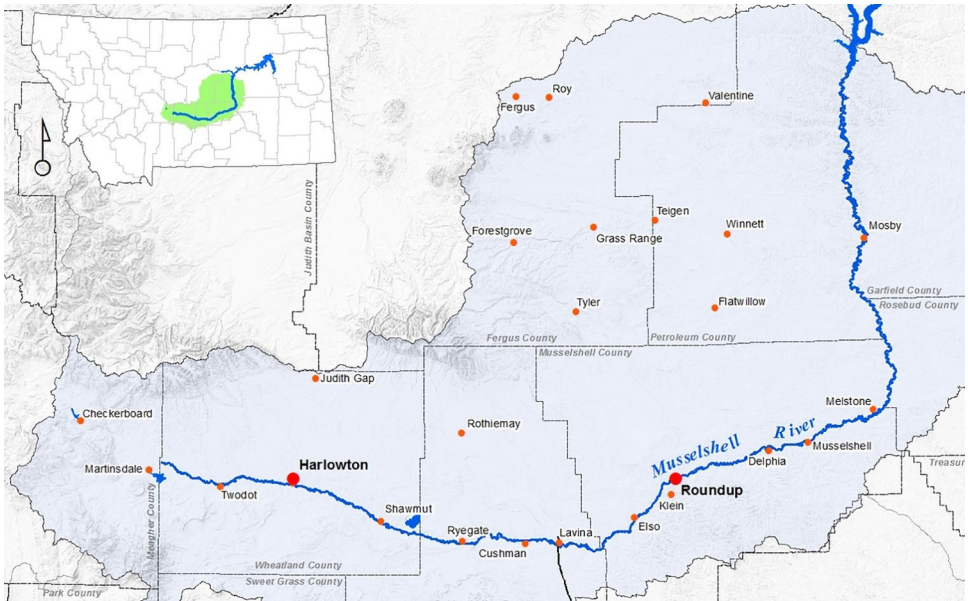 Fergus
Roy
Valentine
Judith Basin County
Forestgrove
Grass Range
Teigen
Winnett
Mosby
Garfield County
Rosebud County
Tyler
Flatwillow
Fergus County
Petroleum County
Musselshell County
Judith Gap
Checkerboard
Rothiemay
Melstone
Musselshell River
Musselshell
Delphia
Treasur
Martinsdale
Harlowton
Roundup
Klein
Twodot
Meagher County
Shawmut
Elso
Ryegate
Cushman
Lavina
Wheatland County
Sweet Grass County
Park County